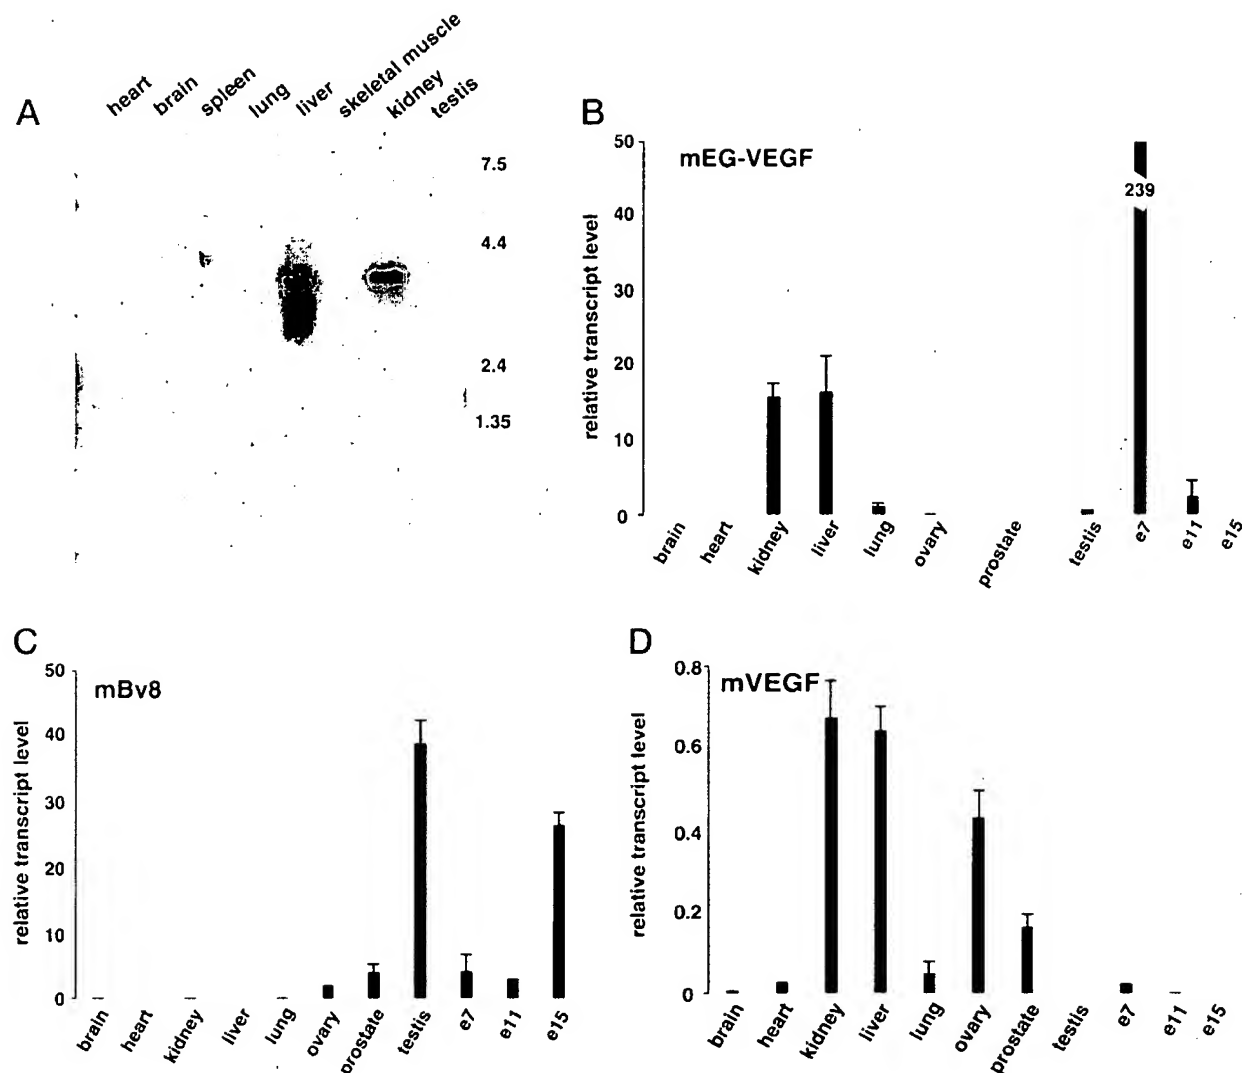 A
heart brain spleen lung liver skeletal muscle kidney testis
7.5
4.4
2.4
1.35
B
mEG-VEGF
relative transcript level
50
40
30
20
10
0
239
brain heart kidney liver lung ovary prostate testis e7 e11 e15
C
mBv8
relative transcript level
50
40
30
20
10
0
brain heart kidney liver lung ovary prostate testis e7 e11 e15
D
mVEGF
relative transcript level
0.8
0.6
0.4
0.2
0
brain heart kidney liver lung ovary prostate testis e7 e11 e15